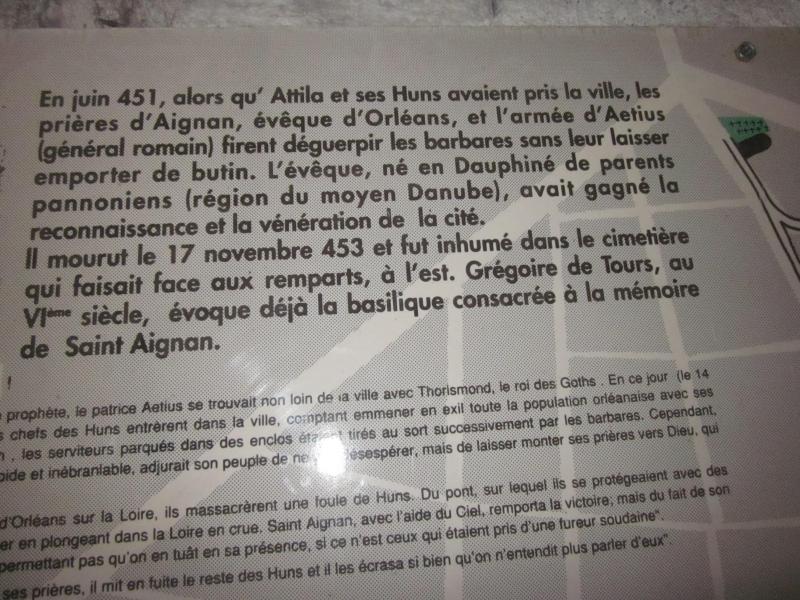 En juin 451, alors qu' Attila et ses Huns avaient pris la ville, les
prières d'Aignan, évêque d'Orléans, et l'armée d'Aetius
(général romain) firent déguerpir les barbares sans leur laisser
emporter de butin. L'évêque, né en Dauphiné de parents
pannoniens (région du moyen Danube), avait gagné la
reconnaissance et la vénération de la cité.
Il mourut le 17 novembre 453 et fut inhumé dans le cimetière
qui faisait face aux remparts, à l'est. Grégoire de Tours, au
VIème siècle, évoque déjà la basilique consacrée à la mémoire
de Saint Aignan.
!
prophète, le patrice Aetius se trouvait non loin de la ville avec Thorismond, le roi des Goths . En ce jour (le 14
chefs des Huns entrèrent dans la ville, comptant emmener en exil toute la population orléanaise avec ses
, les serviteurs parqués dans des enclos étaient tirés au sort successivement par les barbares. Cependant,
et inébranlable, adjurait son peuple de ne désespérer, mais de laisser monter ses prières vers Dieu, qui
d'Orléans sur la Loire, ils massacrèrent une foule de Huns. Du pont, sur lequel ils se protégeaient avec des
er en plongeant dans la Loire en crue. Saint Aignan, avec l'aide du Ciel, remporta la victoire; mais du fait de son
permettant pas qu'on en tuât en sa présence, si ce n'est ceux qui étaient pris d'une fureur soudaine".
ses prières, il mit en fuite le reste des Huns et il les écrasa si bien qu'on n'entendit plus parler d'eux".